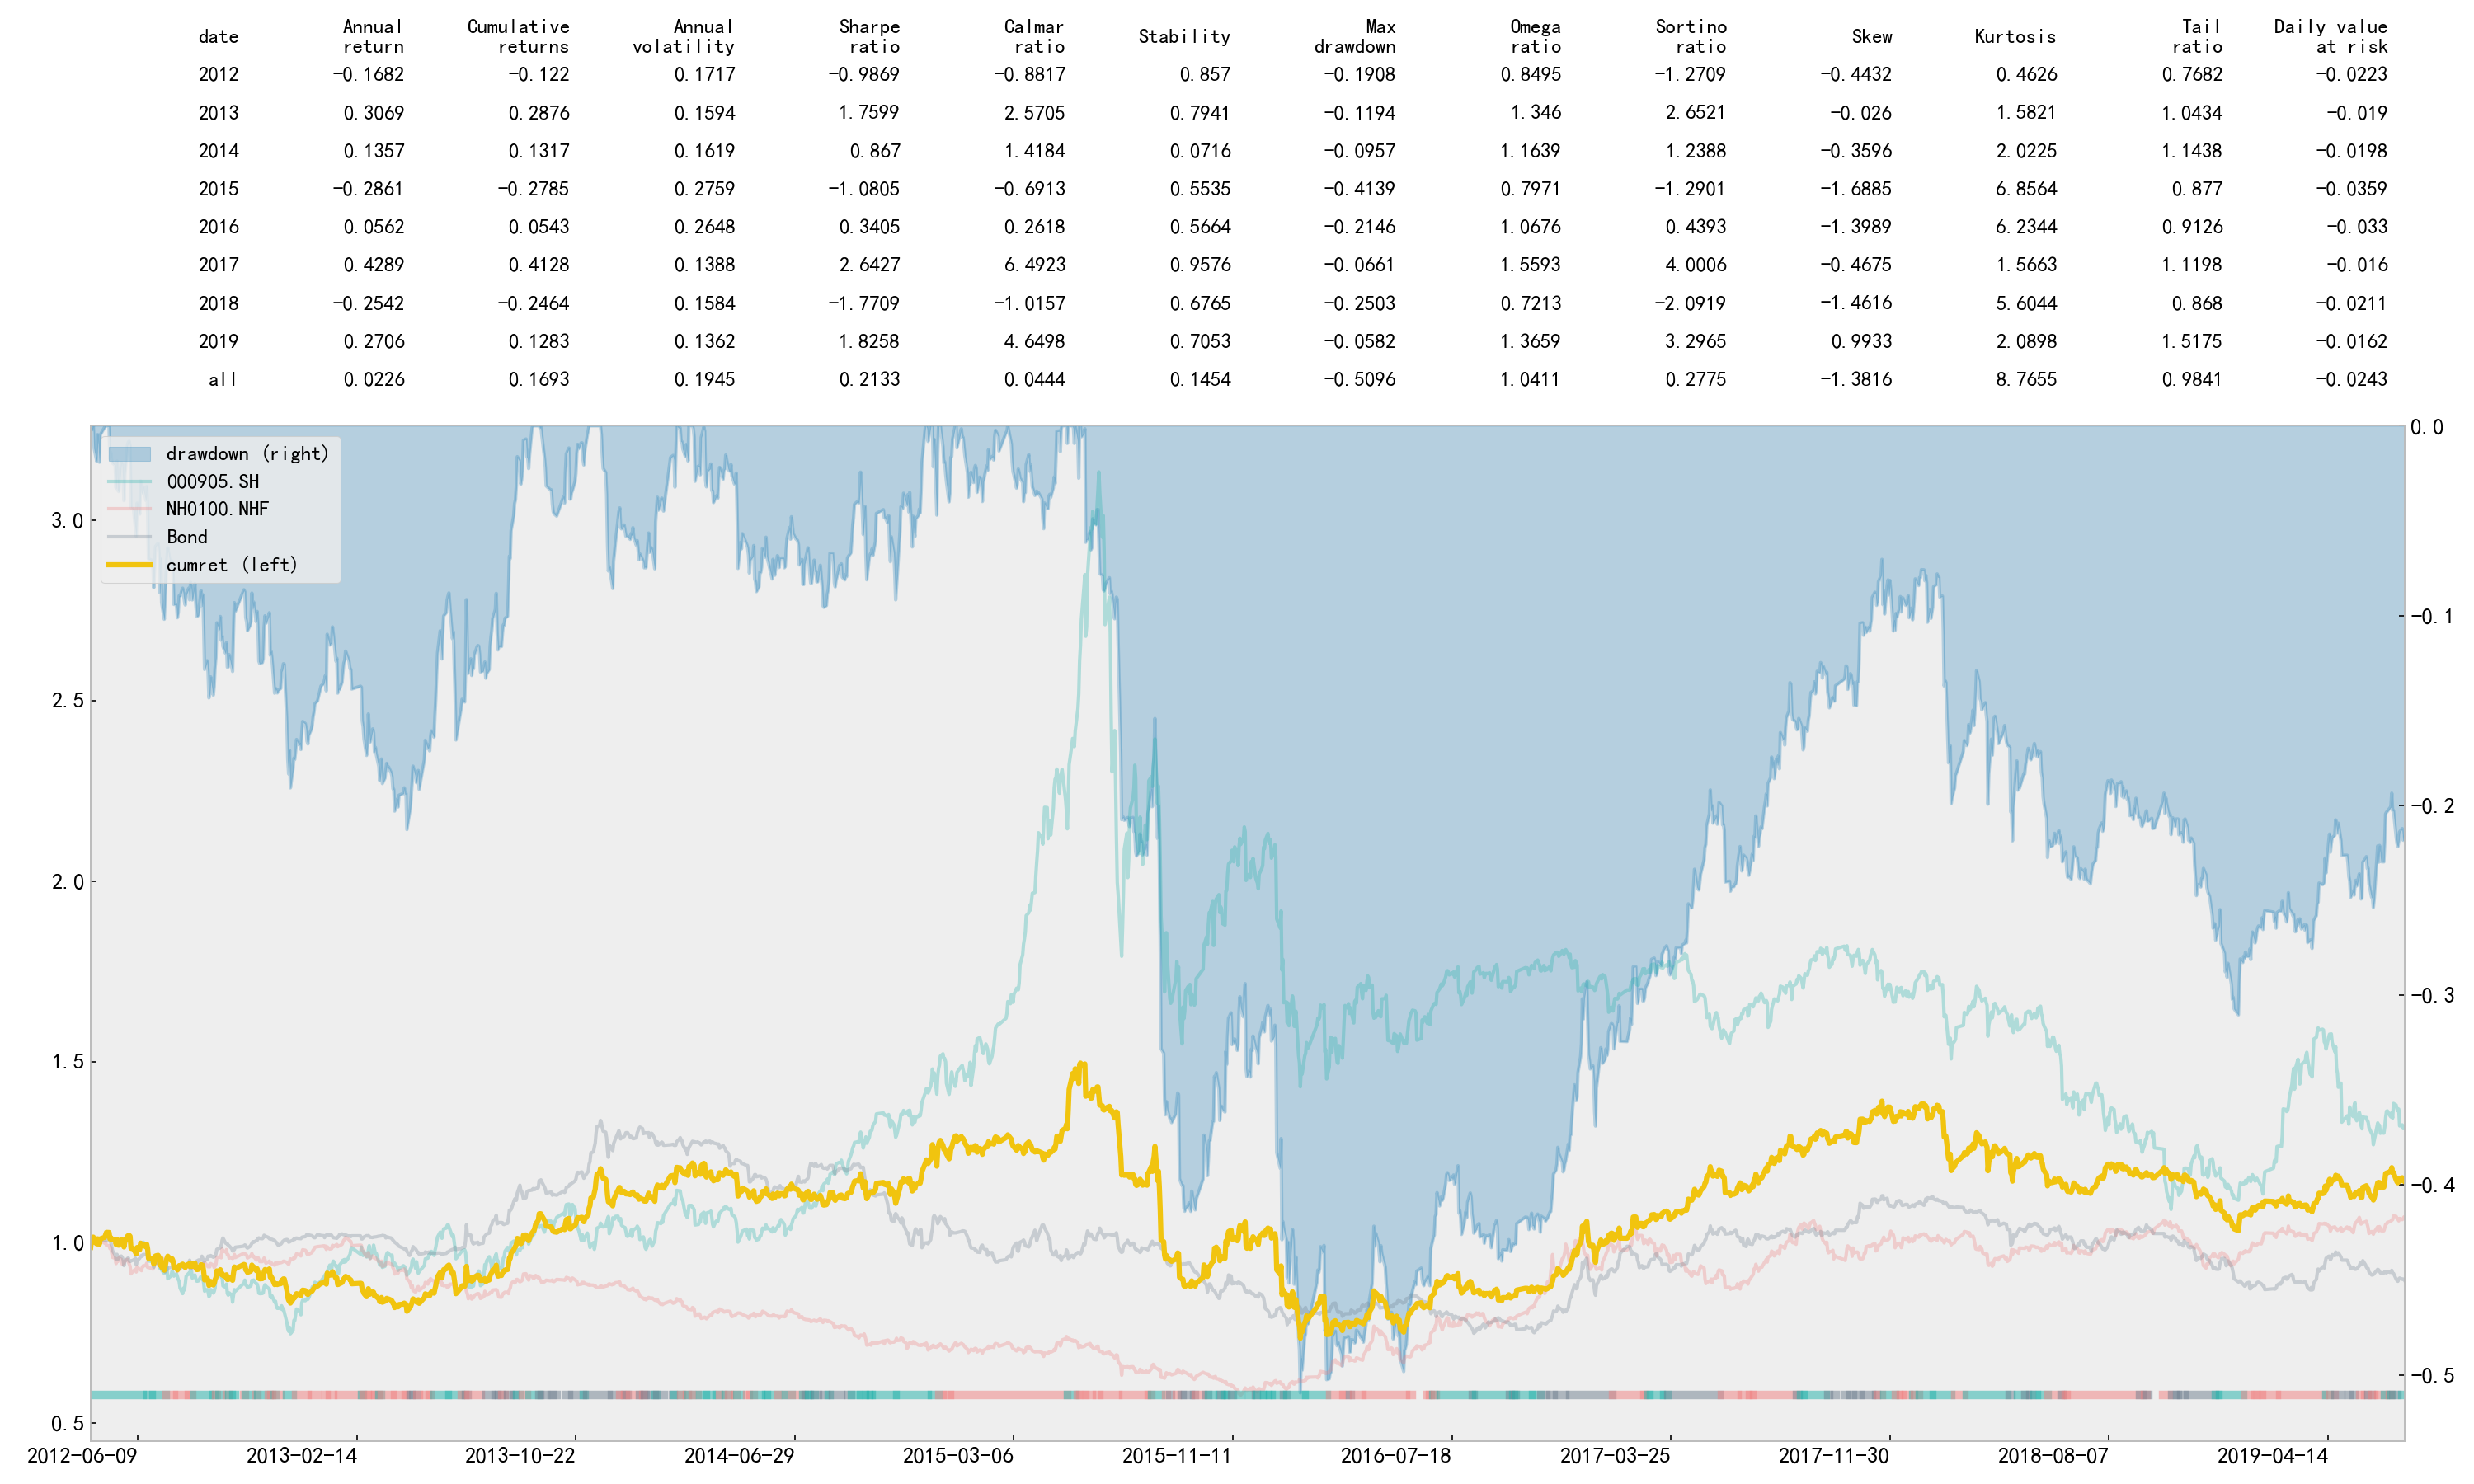 date Annual return Cumulative returns Annual volatility Sharpe ratio Calmar ratio Stability Max drawdown Omega ratio Sortino ratio Skew Kurtosis Tail ratio Daily value at risk
2012 -0.1682 -0.122 0.1717 -0.9869 -0.8817 0.857 -0.1908 0.8495 -1.2709 -0.4432 0.4626 0.7682 -0.0223
2013 0.3069 0.2876 0.1594 1.7599 2.5705 0.7941 -0.1194 1.346 2.6521 -0.026 1.5821 1.0434 -0.019
2014 0.1357 0.1317 0.1619 0.867 1.4184 0.0716 -0.0957 1.1639 1.2388 -0.3596 2.0225 1.1438 -0.0198
2015 -0.2861 -0.2785 0.2759 -1.0805 -0.6913 0.5535 -0.4139 0.7971 -1.2901 -1.6885 6.8564 0.877 -0.0359
2016 0.0562 0.0543 0.2648 0.3405 0.2618 0.5664 -0.2146 1.0676 0.4393 -1.3989 6.2344 0.9126 -0.033
2017 0.4289 0.4128 0.1388 2.6427 6.4923 0.9576 -0.0661 1.5593 4.0006 -0.4675 1.5663 1.1198 -0.016
2018 -0.2542 -0.2464 0.1584 -1.7709 -1.0157 0.6765 -0.2503 0.7213 -2.0919 -1.4616 5.6044 0.868 -0.0211
2019 0.2706 0.1283 0.1362 1.8258 4.6498 0.7053 -0.0582 1.3659 3.2965 0.9933 2.0898 1.5175 -0.0162
all 0.0226 0.1693 0.1945 0.2133 0.0444 0.1454 -0.5096 1.0411 0.2775 -1.3816 8.7655 0.9841 -0.0243
drawdown (right)
000905.SH
NH0100.NHF
Bond
cumret (left)
3.0
2.5
2.0
1.5
1.0
0.5
0.0
-0.1
-0.2
-0.3
-0.4
-0.5
2012-06-09 2013-02-14 2013-10-22 2014-06-29 2015-03-06 2015-11-11 2016-07-18 2017-03-25 2017-11-30 2018-08-07 2019-04-14